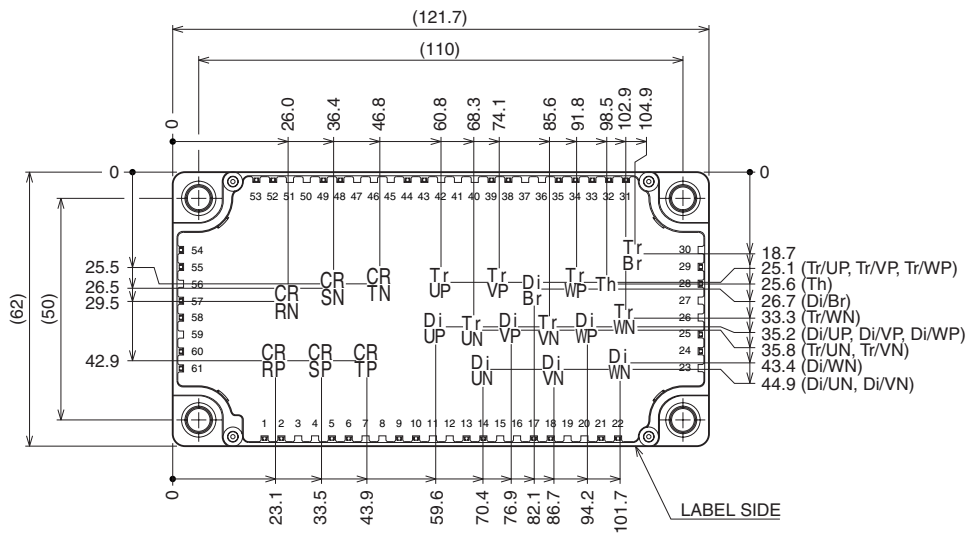 (121.7)
(110)
0
26.0
36.4
46.8
60.8
68.3
74.1
85.6
91.8
98.5
102.9
104.9
0
0
53 52 51 50 49 48 47 46 45 44 43 42 41 40 39 38 37 36 35 34 33 32 31
(62)
(50)
25.5
26.5
29.5
42.9
54
55
56
57
58
59
60
61
30
29
28
27
26
25
24
23
CR
RN
CR
SN
CR
TN
Tr
UP
Tr
VP
Di
Br
Tr
WP
Th
Tr
Br
Di
UP
Tr
UN
Di
VP
Tr
VN
Di
WP
Tr
WN
CR
RP
CR
SP
CR
TP
Di
UN
Di
VN
Di
WN
18.7
25.1 (Tr/UP, Tr/VP, Tr/WP)
25.6 (Th)
26.7 (Di/Br)
33.3 (Tr/WN)
35.2 (Di/UP, Di/VP, Di/WP)
35.8 (Tr/UN, Tr/VN)
43.4 (Di/WN)
44.9 (Di/UN, Di/VN)
1 2 3 4 5 6 7 8 9 10 11 12 13 14 15 16 17 18 19 20 21 22
0
23.1
33.5
43.9
59.6
70.4
76.9
82.1
86.7
94.2
101.7
LABEL SIDE